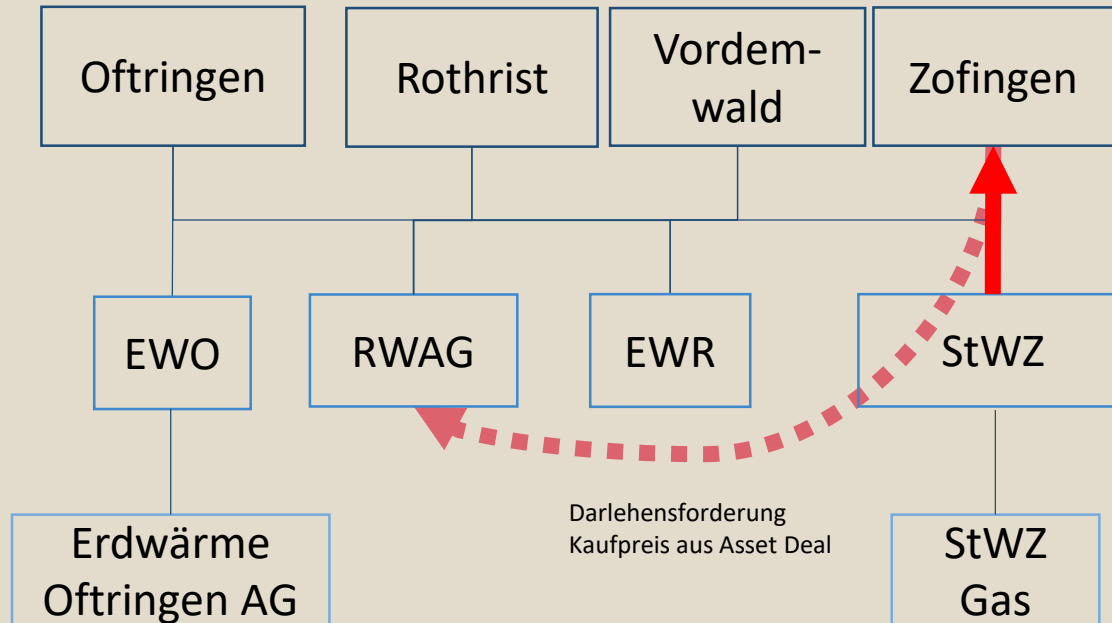 Oftringen
Rothrist
Vordem-
wald
Zofingen
EWO
RWAG
EWR
StWZ
Darlehensforderung
Kaufpreis aus Asset Deal
Erdwärme
Oftringen AG
StWZ
Gas